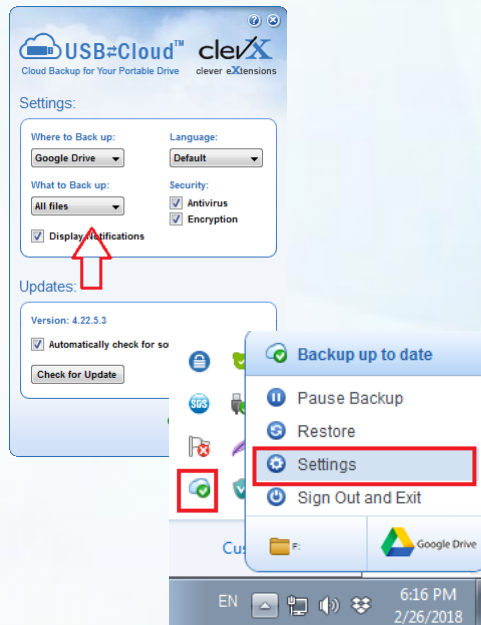 USB⇄Cloud™
Cloud Backup for Your Portable Drive
clevX
clever eXtensions
Settings:
Where to Back up:
Language:
Google Drive
Default
What to Back up:
Security:
All files
Antivirus
Encryption
Display Notifications
Updates:
Version: 4.22.5.3
Automatically check for
Check for Update
SGS
Backup up to date
Pause Backup
Restore
Settings
Sign Out and Exit
F:
Google Drive
EN
6:16 PM
2/26/2018